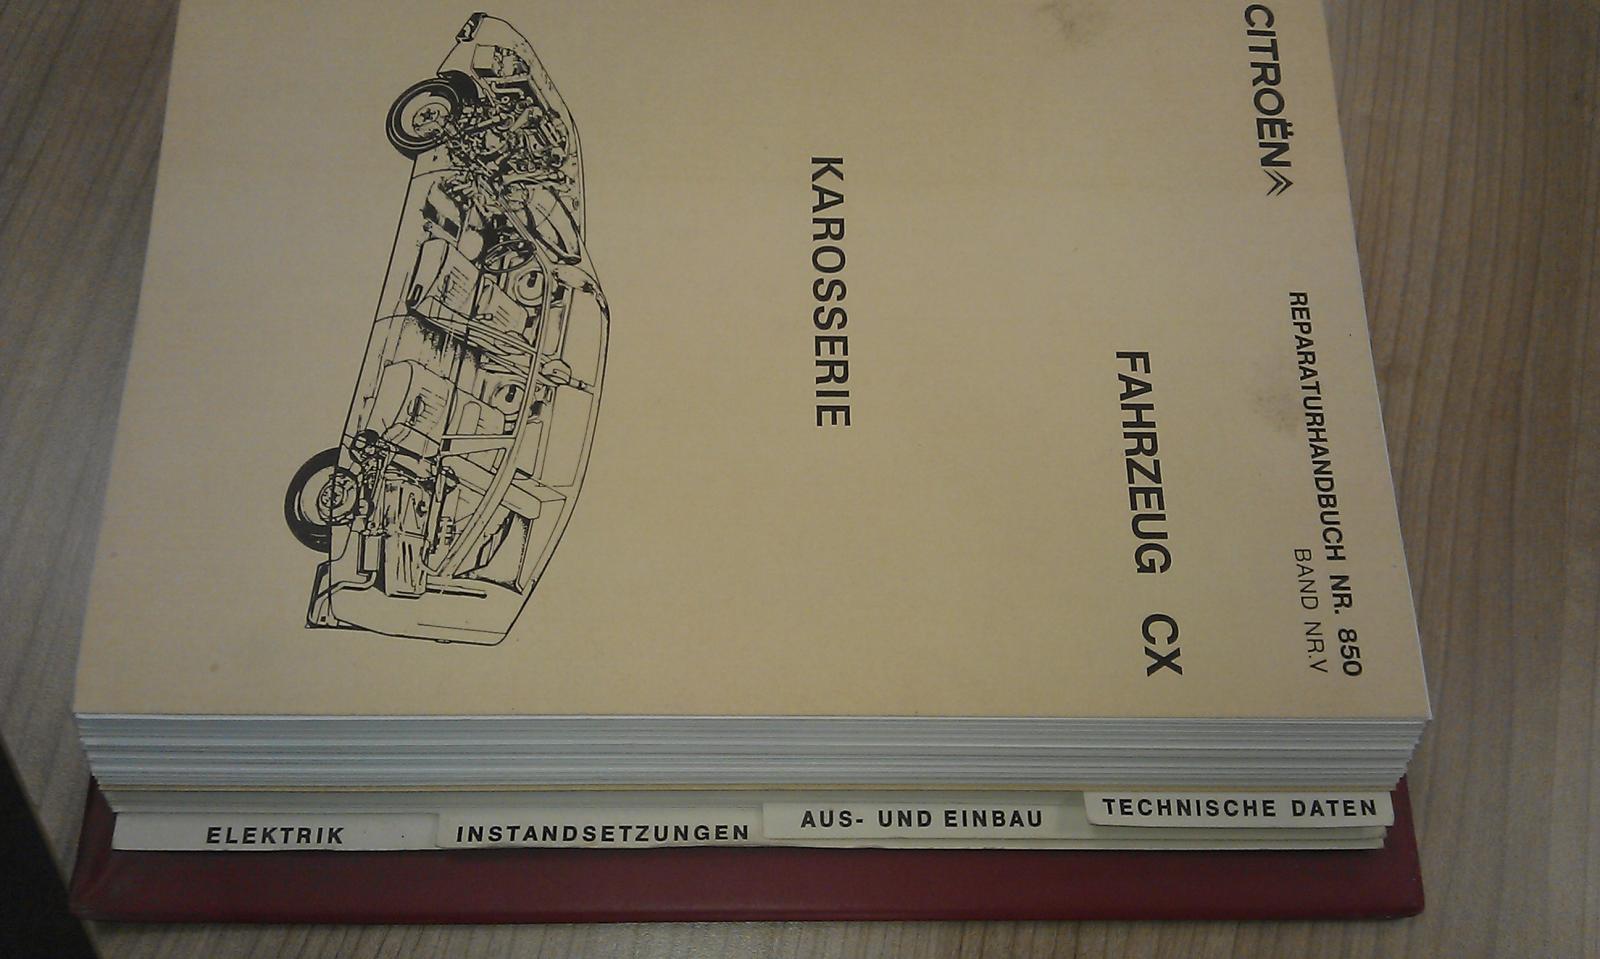 CITROËN
REPARATURHANDBUCH NR. 850
BAND NR.V
FAHRZEUG CX
KAROSSERIE
TECHNISCHE DATEN
AUS- UND EINBAU
INSTANDSETZUNGEN
ELEKTRIK